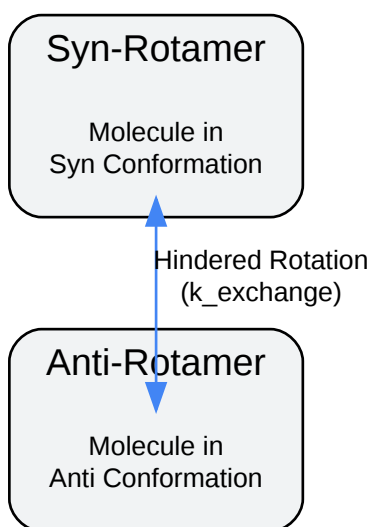 Syn-Rotamer
Molecule in
Syn Conformation
Hindered Rotation
(k_exchange)
Anti-Rotamer
Molecule in
Anti Conformation